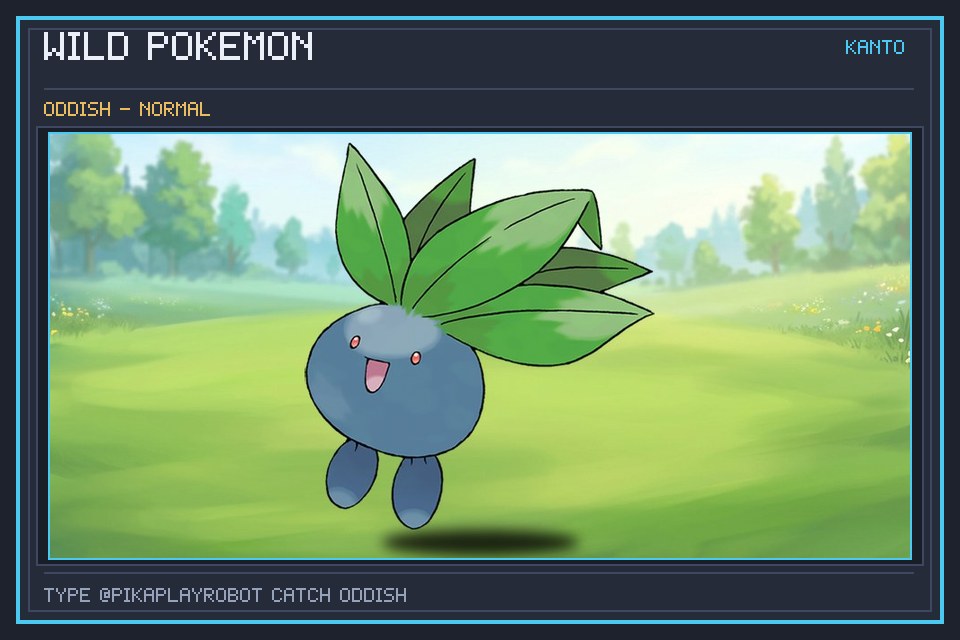 WILD POKEMON
KANTO
ODDISH - NORMAL
TYPE @PIKAPLAYROBOT CATCH ODDISH